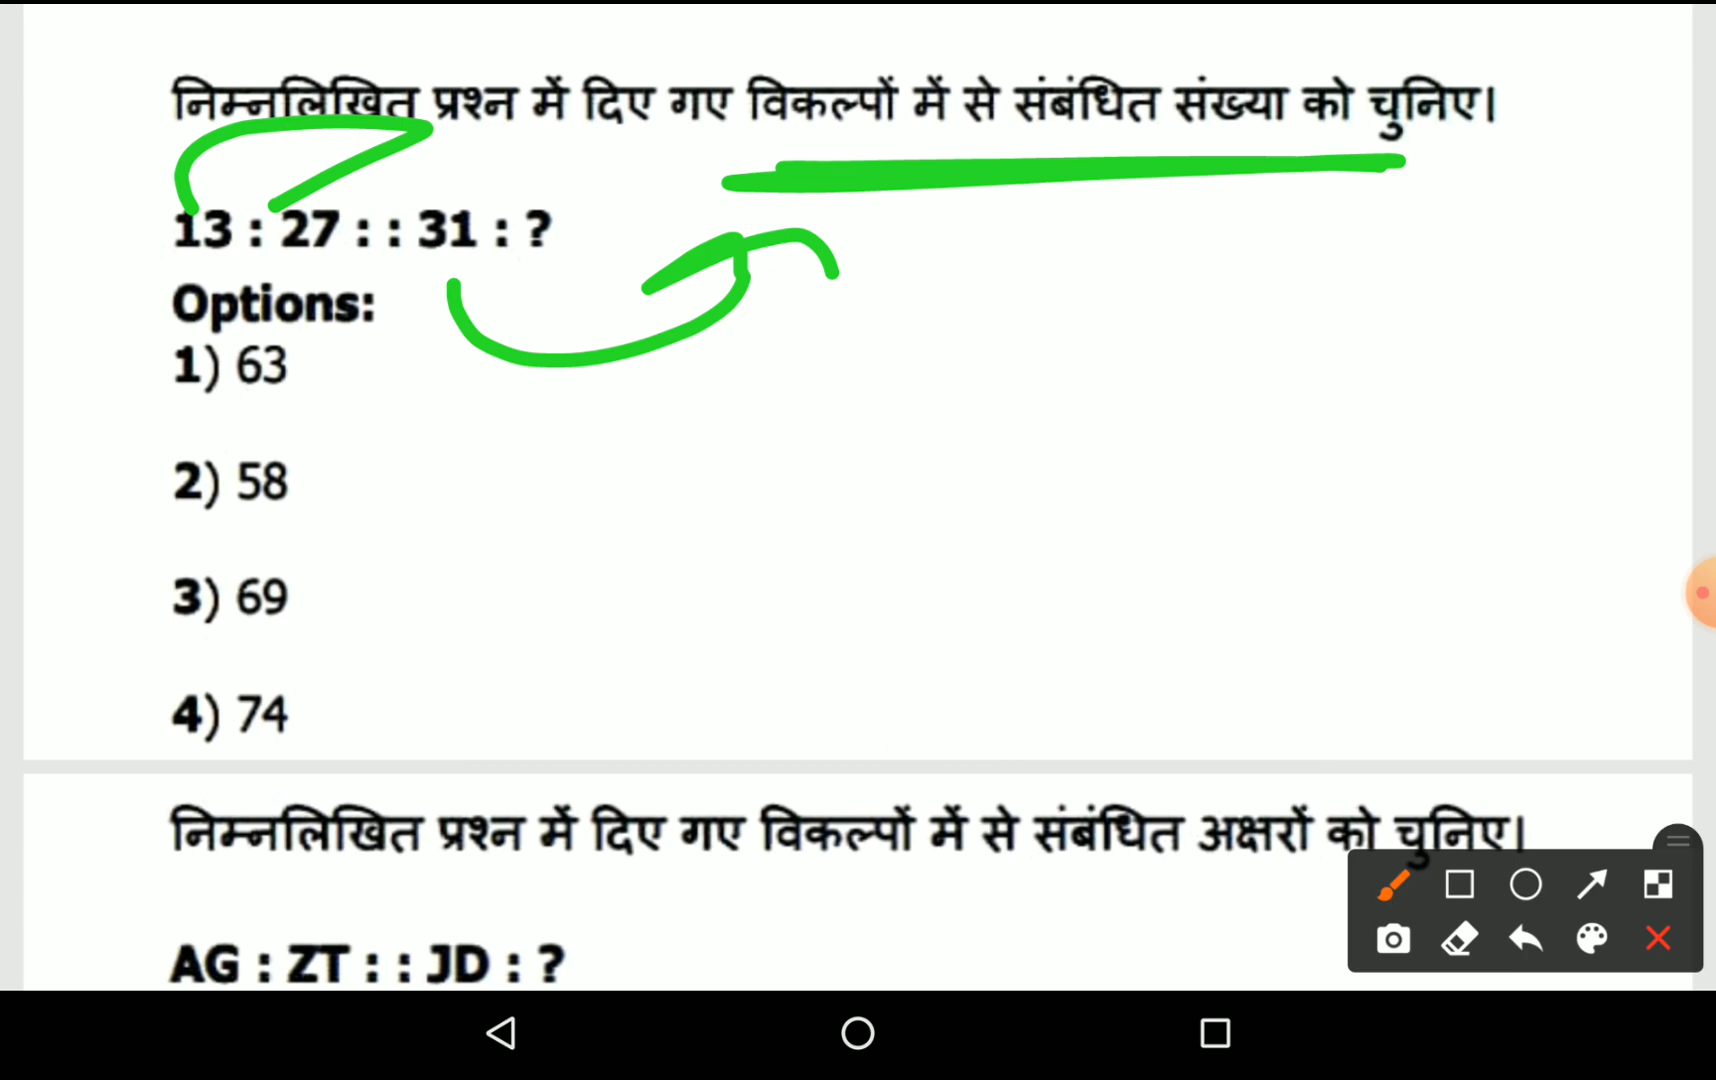 निम्नलिखित प्रश्न में दिए गए विकल्पों में से संबंधित संख्या को चुनिए।
13 : 27 : : 31 : ?
Options:
1) 63
2) 58
3) 69
4) 74
निम्नलिखित प्रश्न में दिए गए विकल्पों में से संबंधित अक्षरों को चुनिए।
AG : ZT : : JD : ?